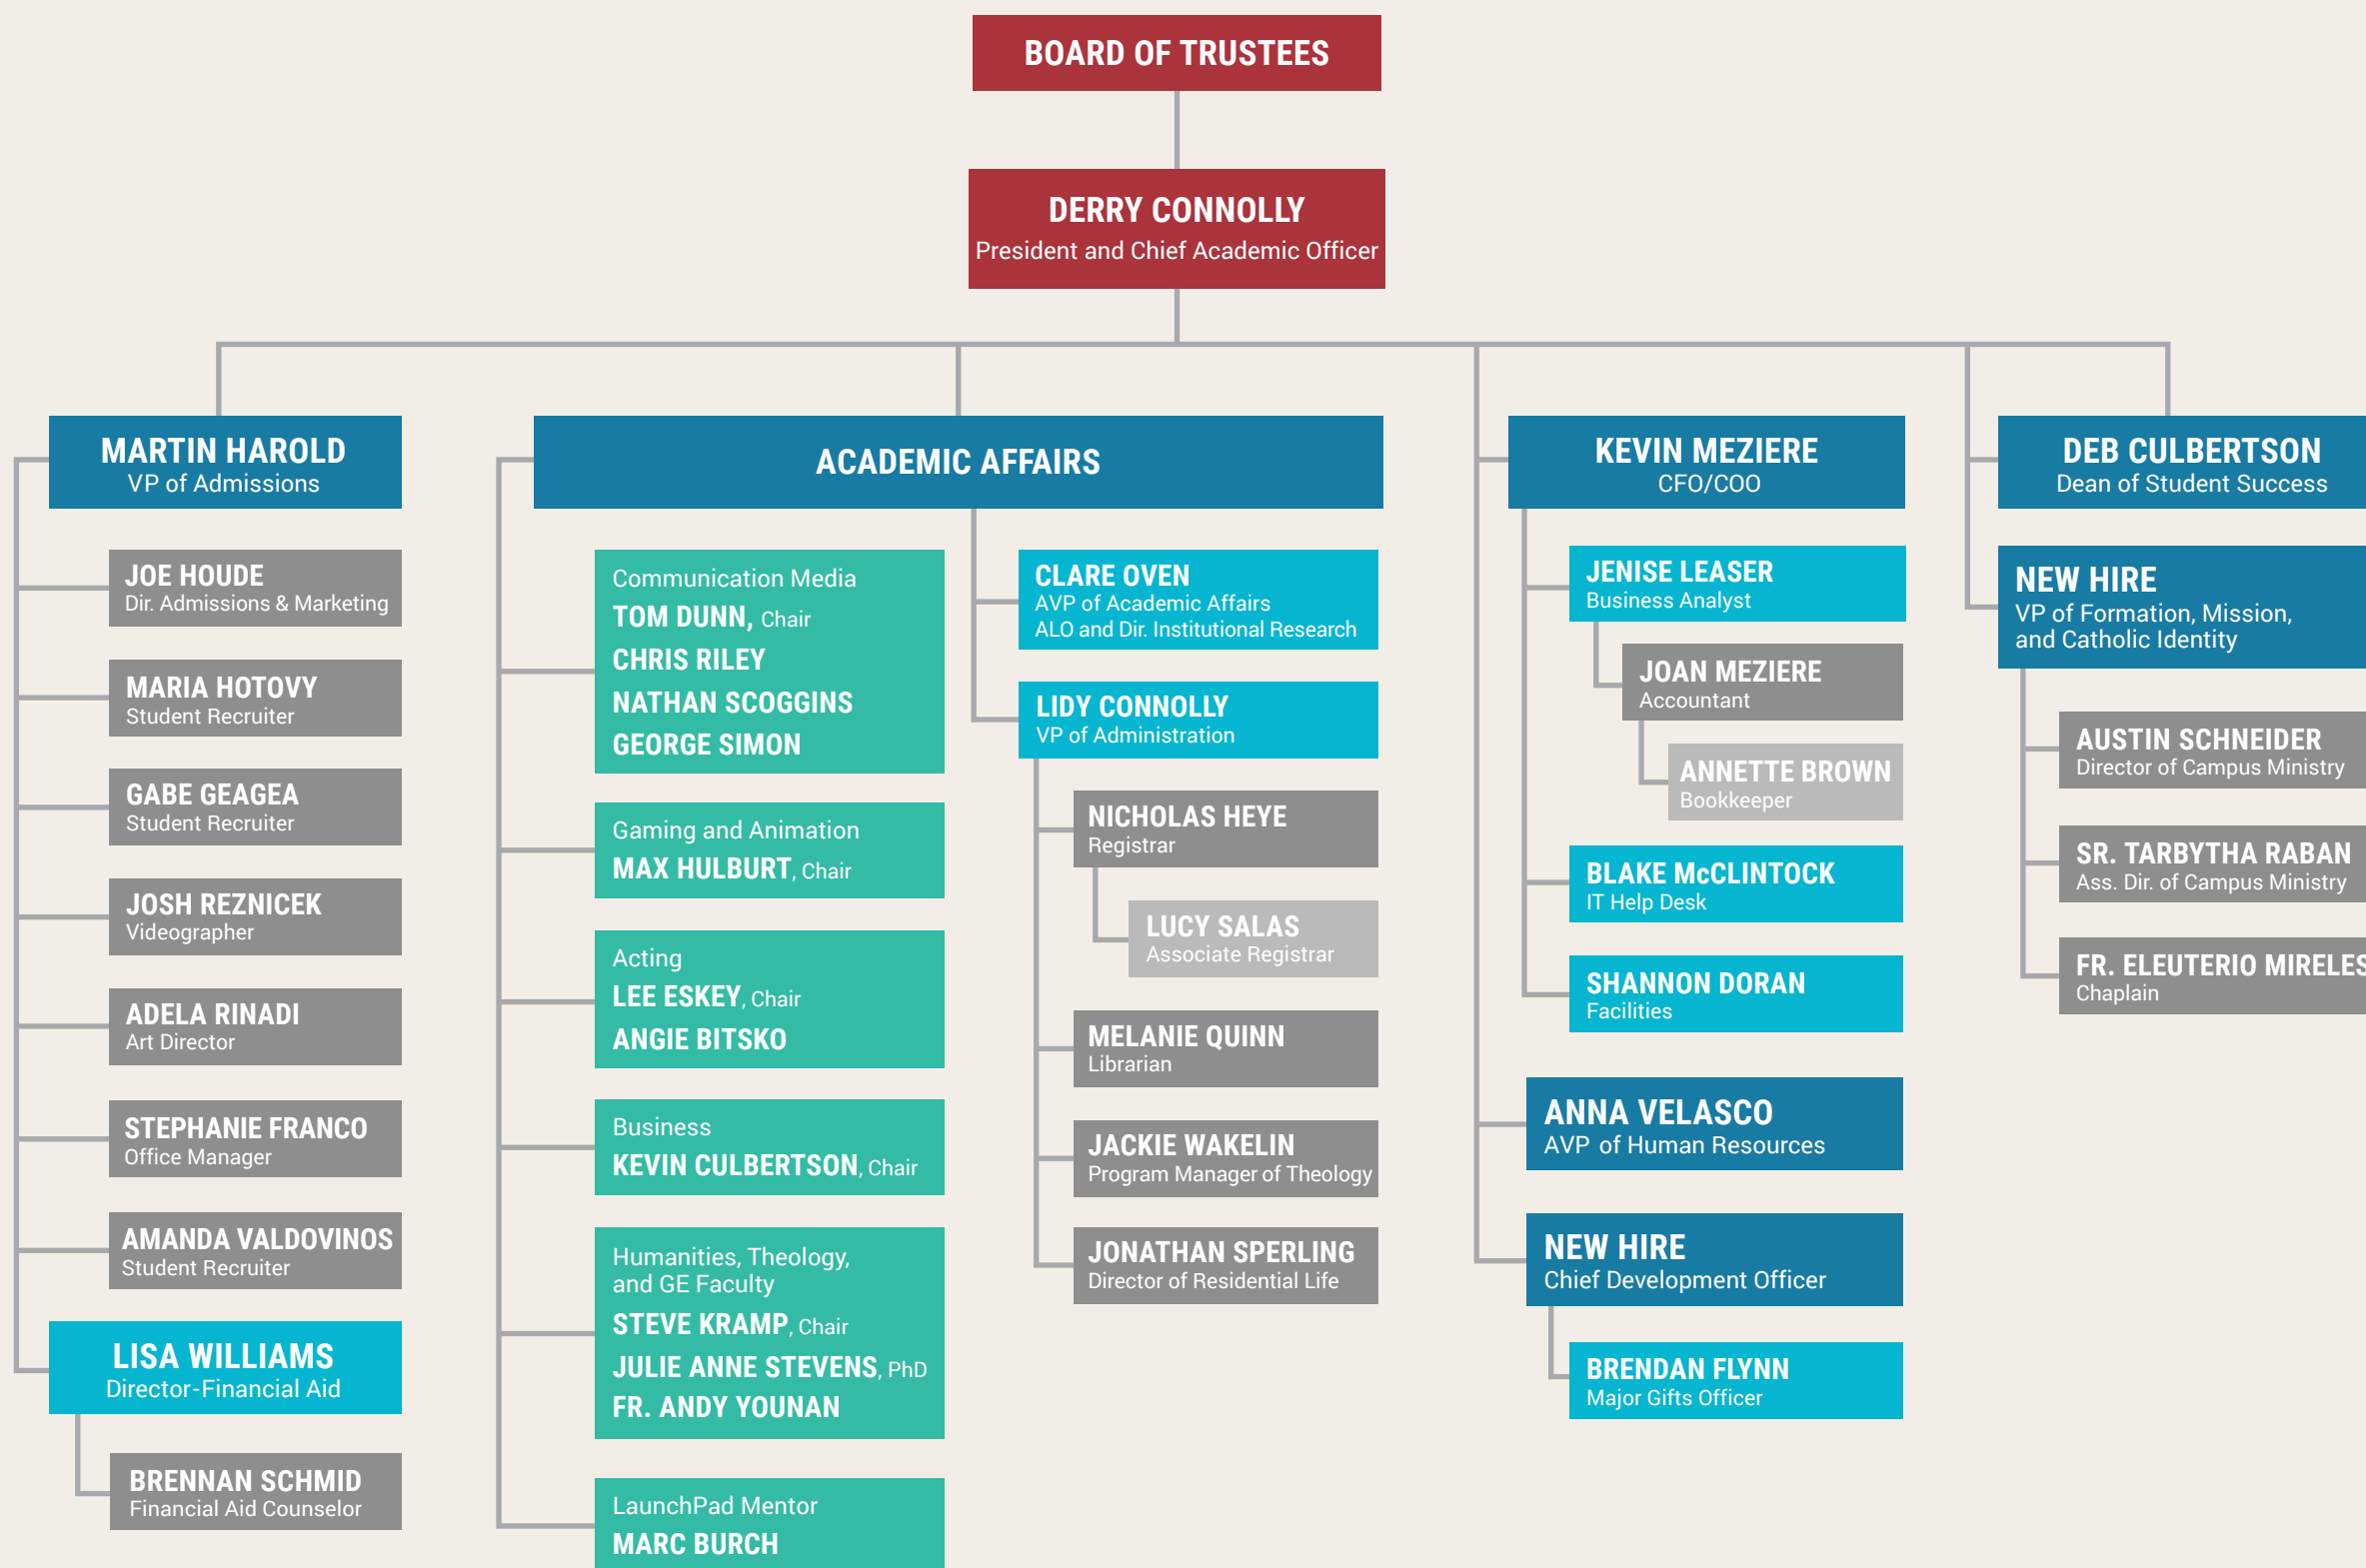 BOARD OF TRUSTEES
DERRY CONNOLLY
President and Chief Academic Officer
MARTIN HAROLD
VP of Admissions
JOE HOUDE
Dir. Admissions & Marketing
MARIA HOTOVY
Student Recruiter
GABE GEAGEA
Student Recruiter
JOSH REZNICEK
Videographer
ADELA RINADI
Art Director
STEPHANIE FRANCO
Office Manager
AMANDA VALDOVINOS
Student Recruiter
LISA WILLIAMS
Director-Financial Aid
BRENNAN SCHMID
Financial Aid Counselor
ACADEMIC AFFAIRS
Communication Media
TOM DUNN, Chair
CHRIS RILEY
NATHAN SCOGGINS
GEORGE SIMON
Gaming and Animation
MAX HULBURT, Chair
Acting
LEE ESKEY, Chair
ANGIE BITSKO
Business
KEVIN CULBERTSON, Chair
Humanities, Theology,
and GE Faculty
STEVE KRAMP, Chair
JULIE ANNE STEVENS, PhD
FR. ANDY YOUNAN
LaunchPad Mentor
MARC BURCH
CLARE OVEN
AVP of Academic Affairs
ALO and Dir. Institutional Research
LIDY CONNOLLY
VP of Administration
NICHOLAS HEYE
Registrar
LUCY SALAS
Associate Registrar
MELANIE QUINN
Librarian
JACKIE WAKELIN
Program Manager of Theology
JONATHAN SPERLING
Director of Residential Life
KEVIN MEZIERE
CFO/COO
JENISE LEASER
Business Analyst
JOAN MEZIERE
Accountant
ANNETTE BROWN
Bookkeeper
BLAKE McCLINTOCK
IT Help Desk
SHANNON DORAN
Facilities
ANNA VELASCO
AVP of Human Resources
NEW HIRE
Chief Development Officer
BRENDAN FLYNN
Major Gifts Officer
DEB CULBERTSON
Dean of Student Success
NEW HIRE
VP of Formation, Mission,
and Catholic Identity
AUSTIN SCHNEIDER
Director of Campus Ministry
SR. TARBYTHA RABAN
Ass. Dir. of Campus Ministry
FR. ELEUTERIO MIRELES
Chaplain